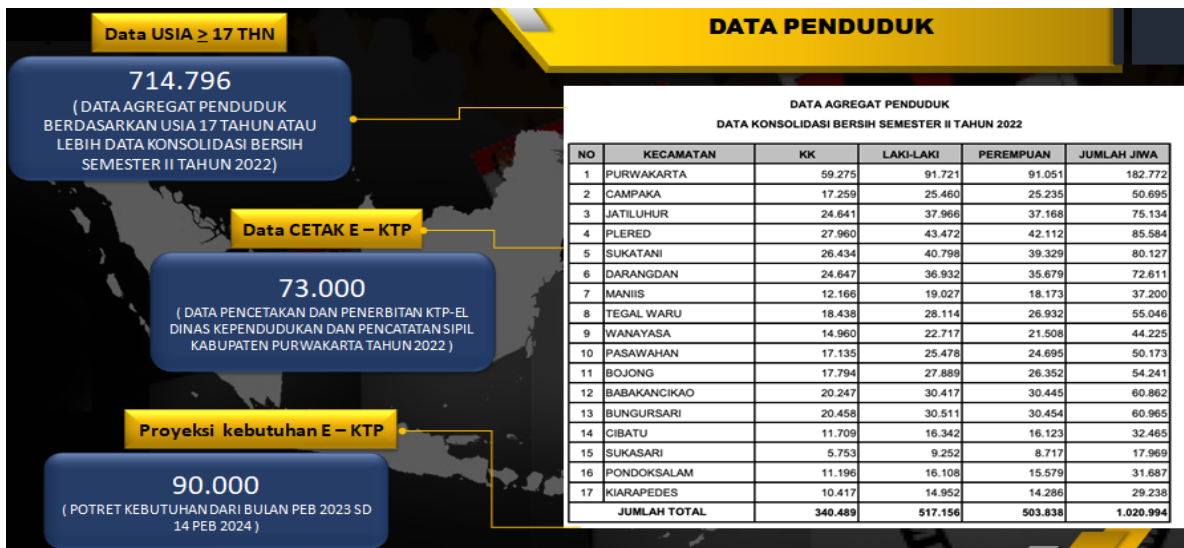 DATA PENDUDUK
Data USIA ≥ 17 THN
714.796
( DATA AGREGAT PENDUDUK
BERDASARKAN USIA 17 TAHUN ATAU
LEBIH DATA KONSOLIDASI BERSIH
SEMESTER II TAHUN 2022)
Data CETAK E – KTP
73.000
( DATA PENCETAKAN DAN PENERBITAN KTP-EL
DINAS KEPENDUDUKAN DAN PENCATATAN SIPIL
KABUPATEN PURWAKARTA TAHUN 2022 )
Proyeksi kebutuhan E – KTP
90.000
( POTRET KEBUTUHAN DARI BULAN PEB 2023 SD
14 PEB 2024 )
DATA AGREGAT PENDUDUK
DATA KONSOLIDASI BERSIH SEMESTER II TAHUN 2022
NO KECAMATAN KK LAKI-LAKI PEREMPUAN JUMLAH JIWA
1 PURWAKARTA 59.275 91.721 91.051 182.772
2 CAMPAKA 17.259 25.460 25.235 50.695
3 JATILUHUR 24.641 37.966 37.168 75.134
4 PLERED 27.960 43.472 42.112 85.584
5 SUKATANI 26.434 40.798 39.329 80.127
6 DARANGDAN 24.647 36.932 35.679 72.611
7 MANIIS 12.166 19.027 18.173 37.200
8 TEGAL WARU 18.438 28.114 26.932 55.046
9 WANAYASA 14.960 22.717 21.508 44.225
10 PASAWAHAN 17.135 25.478 24.695 50.173
11 BOJONG 17.794 27.889 26.352 54.241
12 BABAKANCIKAO 20.247 30.417 30.445 60.862
13 BUNGURSARI 20.458 30.511 30.454 60.965
14 CIBATU 11.709 16.342 16.123 32.465
15 SUKASARI 5.753 9.252 8.717 17.969
16 PONDOKSALAM 11.196 16.108 15.579 31.687
17 KIARAPEDES 10.417 14.952 14.286 29.238
JUMLAH TOTAL 340.489 517.156 503.838 1.020.994